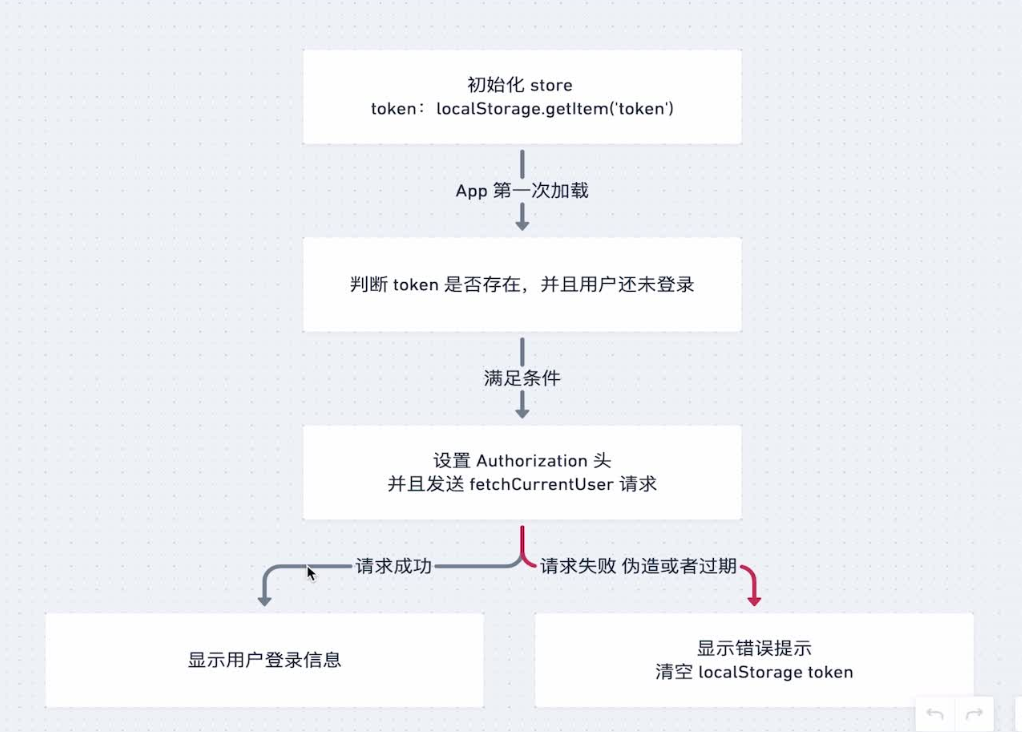 初始化 store
token：localStorage.getItem('token')
App 第一次加载
判断 token 是否存在，并且用户还未登录
满足条件
设置 Authorization 头
并且发送 fetchCurrentUser 请求
请求成功
请求失败 伪造或者过期
显示用户登录信息
显示错误提示
清空 localStorage token